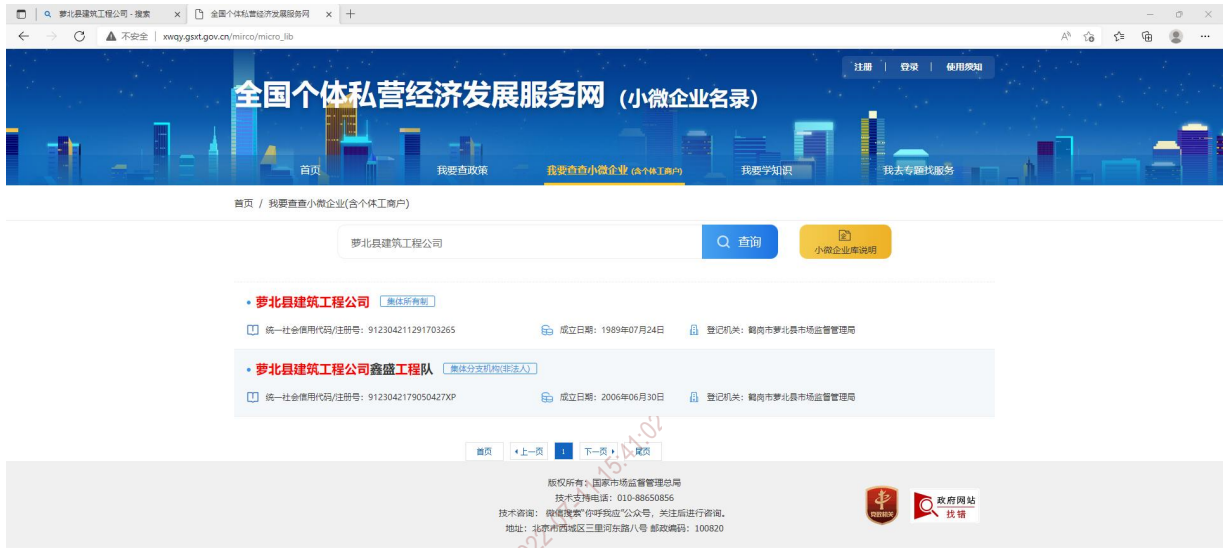 萝北县建筑工程公司 - 搜索
全国个体私营经济发展服务网
不安全 | xwqy.gsxt.gov.cn/mirco/micro_lib
注册 | 登录 | 使用须知
全国个体私营经济发展服务网 (小微企业名录)
首页 我要查政策 我要查查小微企业 (含个体工商户) 我要学知识 我去专题找服务
首页 / 我要查查小微企业(含个体工商户)
萝北县建筑工程公司
查询
小微企业库说明
萝北县建筑工程公司 集体所有制
统一社会信用代码/注册号: 912304211291703265 成立日期: 1989年07月24日 登记机关: 鹤岗市萝北县市场监督管理局
萝北县建筑工程公司鑫盛工程队 集体分支机构(非法人)
统一社会信用代码/注册号: 9123042179050427XP 成立日期: 2006年06月30日 登记机关: 鹤岗市萝北县市场监督管理局
首页 上一页 1 下一页 尾页
版权所有: 国家市场监督管理总局
技术支持电话: 010-88650856
技术咨询: 微信搜索"你呼我应"公众号, 关注后进行咨询。
地址: 北京市西城区三里河东路八号 邮政编码: 100820
党政机关
政府网站
找错
022-07-11 15:41:02